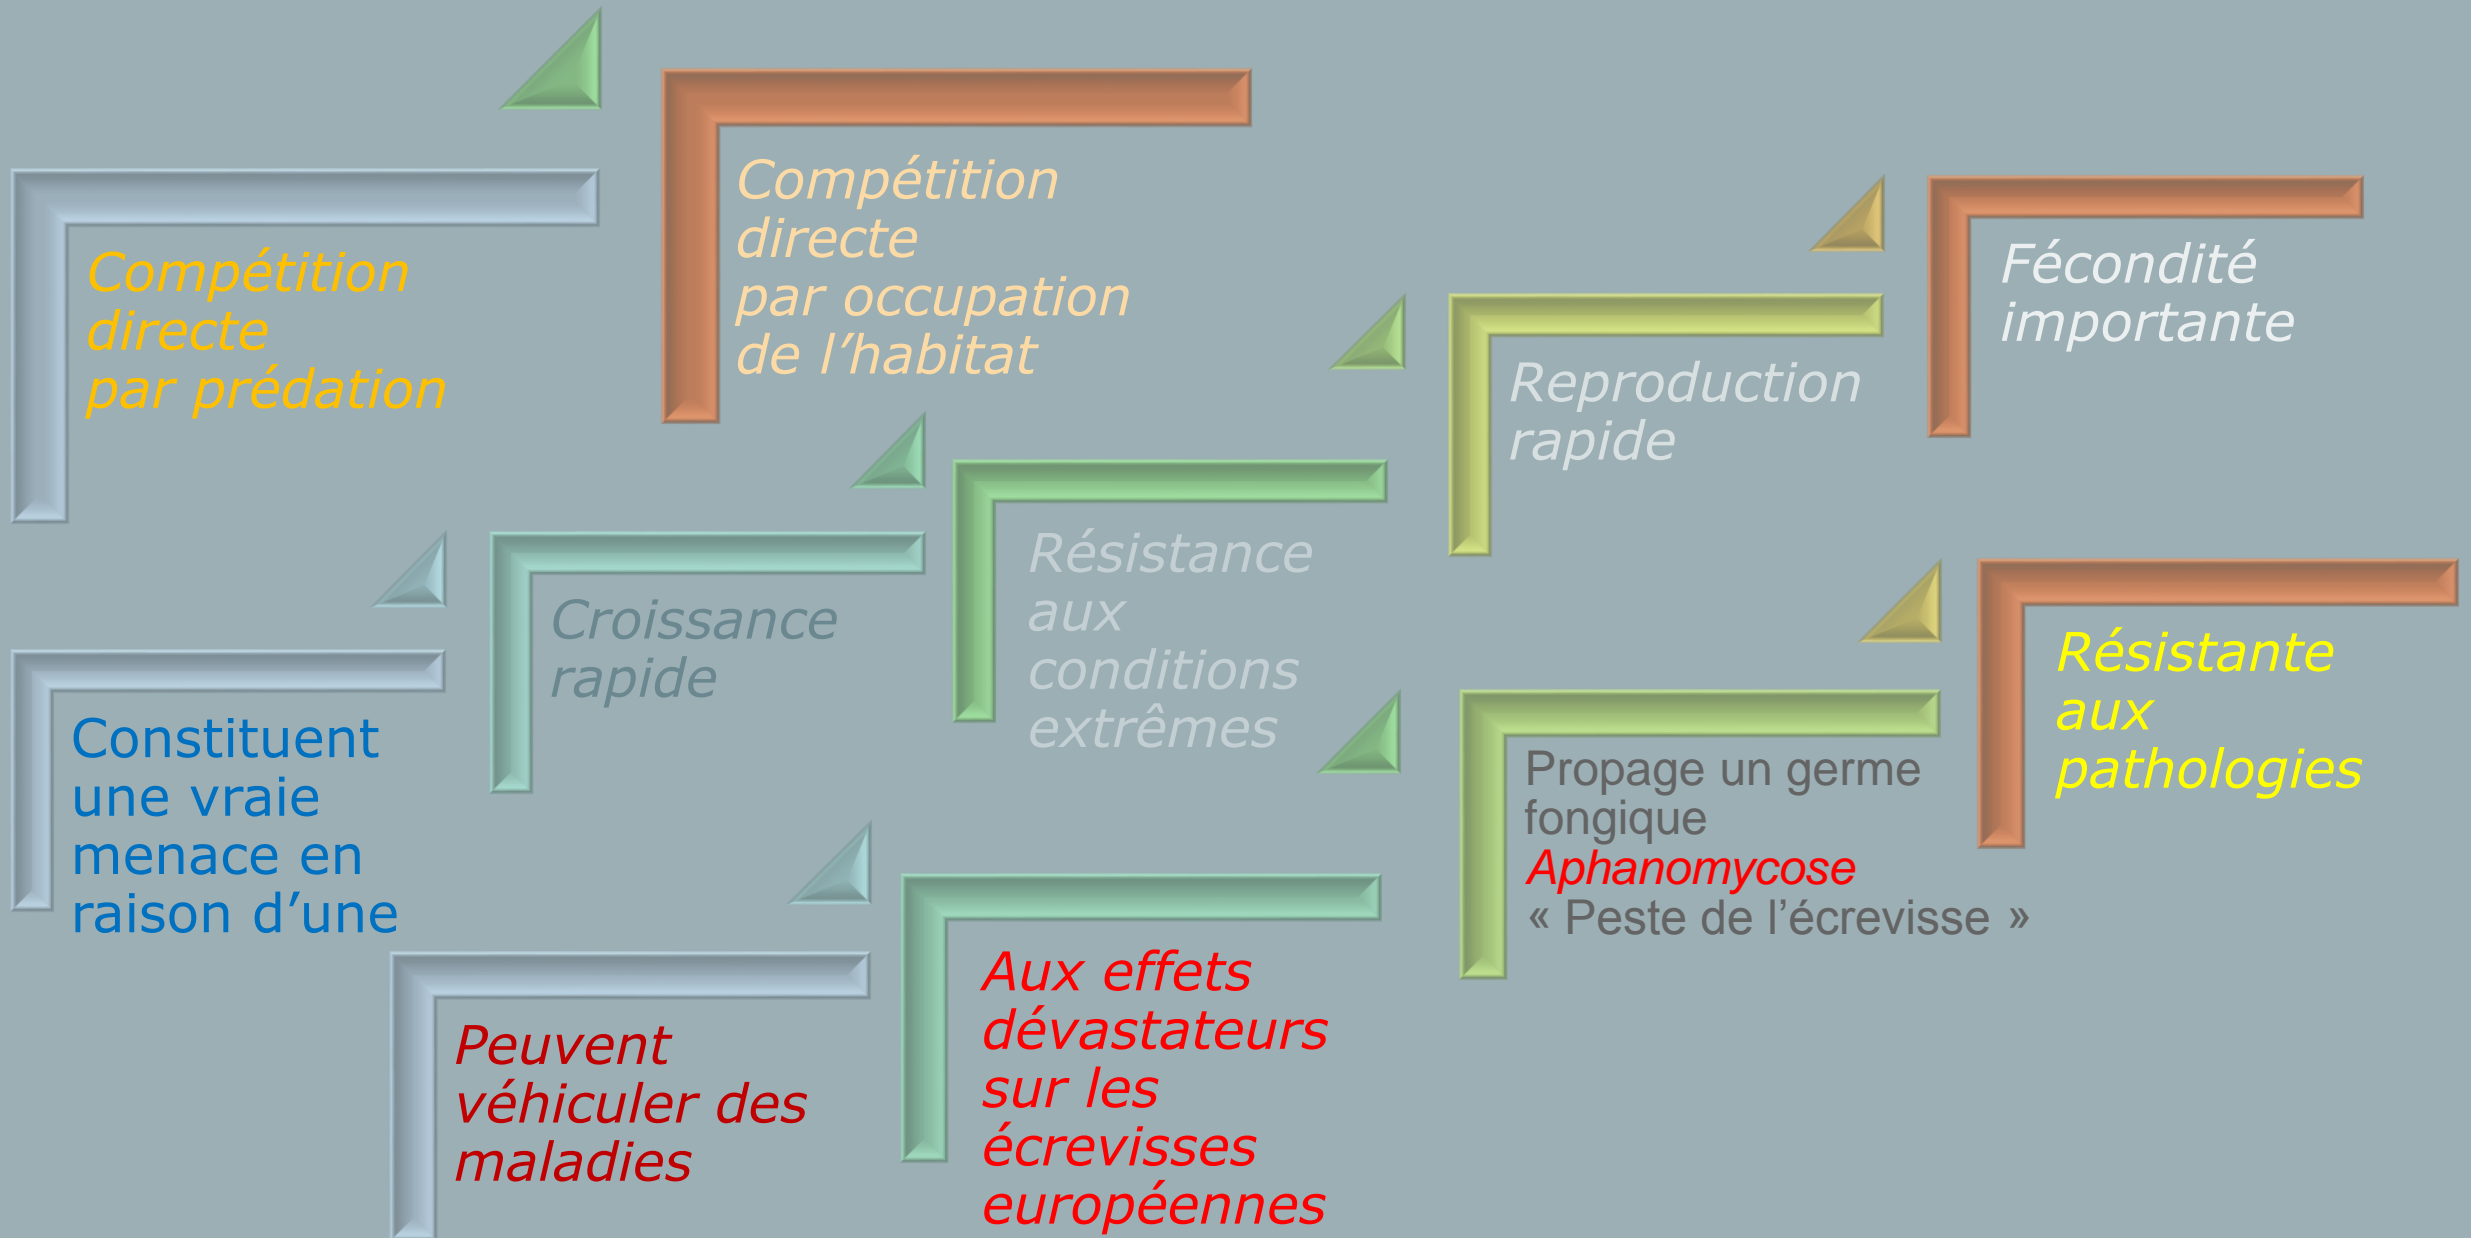 Compétition
directe
par prédation
Compétition
directe
par occupation
de l’habitat
Constituent
une vraie
menace en
raison d’une
Croissance
rapide
Résistance
aux
conditions
extrêmes
Reproduction
rapide
Fécondité
importante
Peuvent
véhiculer des
maladies
Aux effets
dévastateurs
sur les
écrevisses
européennes
Propage un germe
fongique
Aphanomycose
« Peste de l’écrevisse »
Résistante
aux
pathologies